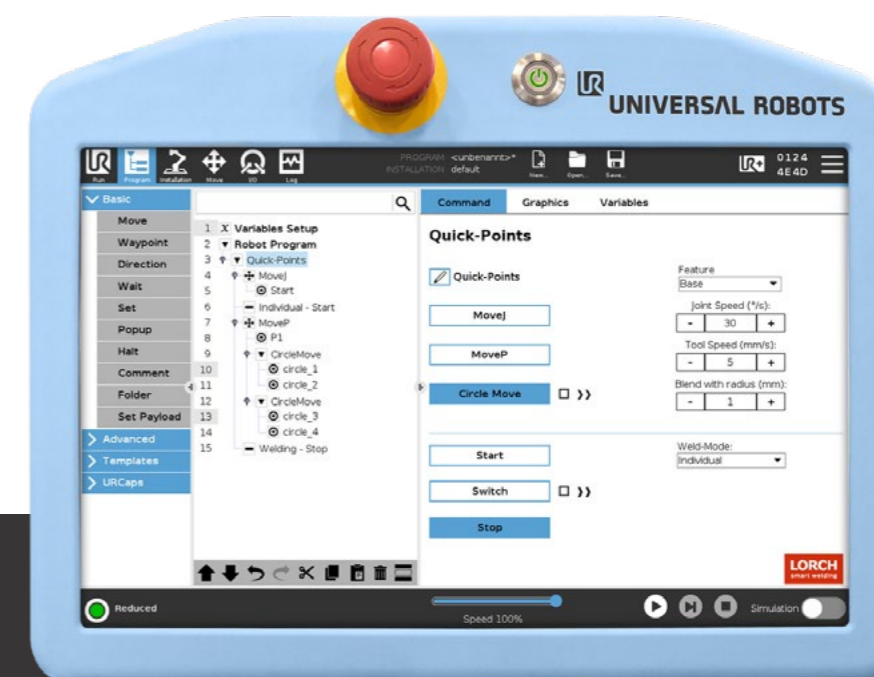 UR UNIVERSAL ROBOTS
UR
Run Program Installation Move I/O Log
PROGRAM <unbenannt>*
INSTALLATION default
New... Open... Save...
UR+
0124
4E4D
Basic
Move
Waypoint
Direction
Wait
Set
Popup
Halt
Comment
Folder
Set Payload
Advanced
Templates
URCaps
1 X Variables Setup
2 Robot Program
3 Quick-Points
4 MoveJ
5 Start
6 Individual - Start
7 MoveP
8 P1
9 CircleMove
10 circle_1
11 circle_2
12 CircleMove
13 circle_3
14 circle_4
15 Welding - Stop
Command Graphics Variables
Quick-Points
Quick-Points
MoveJ
MoveP
Circle Move
Start
Switch
Stop
Feature
Base
Joint Speed (°/s):
- 30 +
Tool Speed (mm/s):
- 5 +
Blend with radius (mm):
- 1 +
Weld-Mode:
Individual
LORCH
smart welding
Reduced
Speed 100%
Simulation